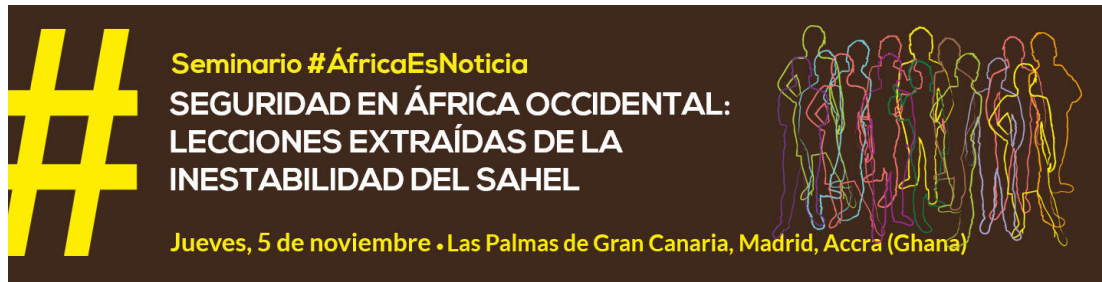 #
Seminario #ÁfricaEsNoticia
SEGURIDAD EN ÁFRICA OCCIDENTAL:
LECCIONES EXTRAÍDAS DE LA
INESTABILIDAD DEL SAHEL
Jueves, 5 de noviembre • Las Palmas de Gran Canaria, Madrid, Accra (Ghana)